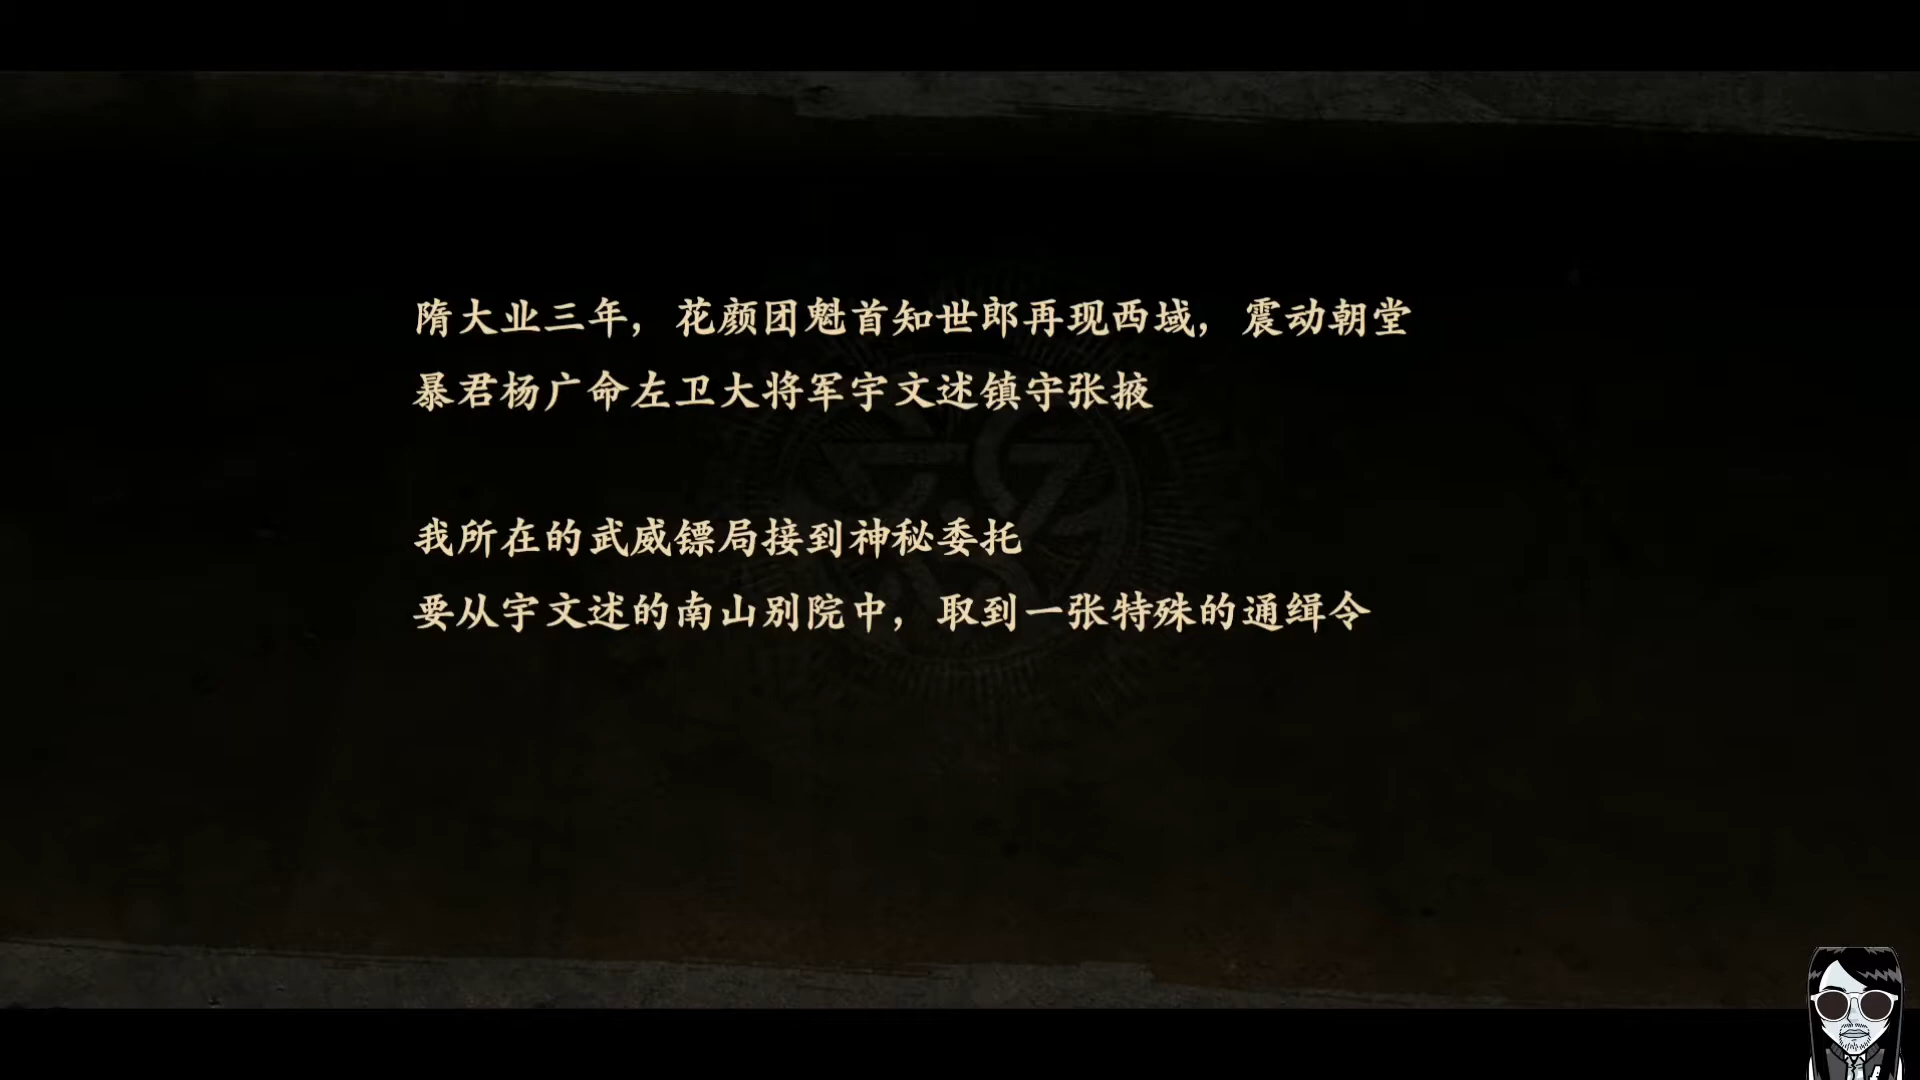 隋大业三年，花颜团魁首知世郎再现西域，震动朝堂
暴君杨广命左卫大将军宇文述镇守张掖
我所在的武威镖局接到神秘委托
要从宇文述的南山别院中，取到一张特殊的通缉令